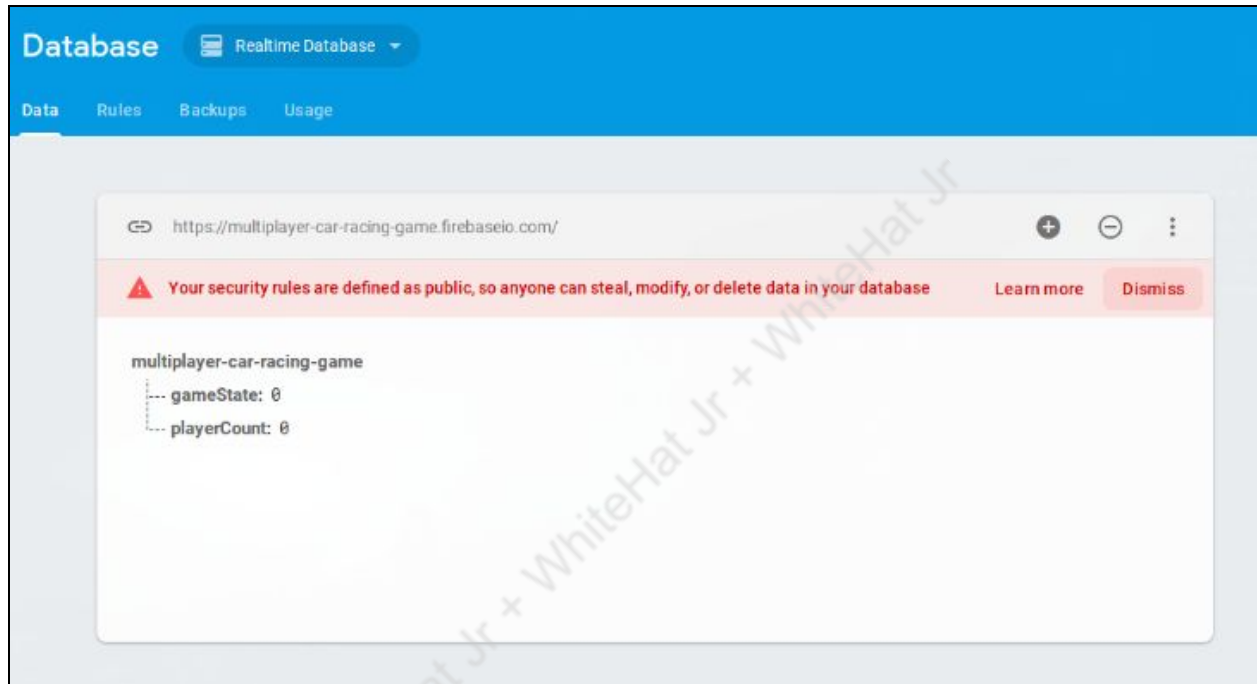 Database Realtime Database
Data Rules Backups Usage
https://multiplayer-car-racing-game.firebaseio.com/
Your security rules are defined as public, so anyone can steal, modify, or delete data in your database Learn more Dismiss
multiplayer-car-racing-game
gameState: 0
playerCount: 0
at Jr + WhiteHat Jr + WhiteHat Jr